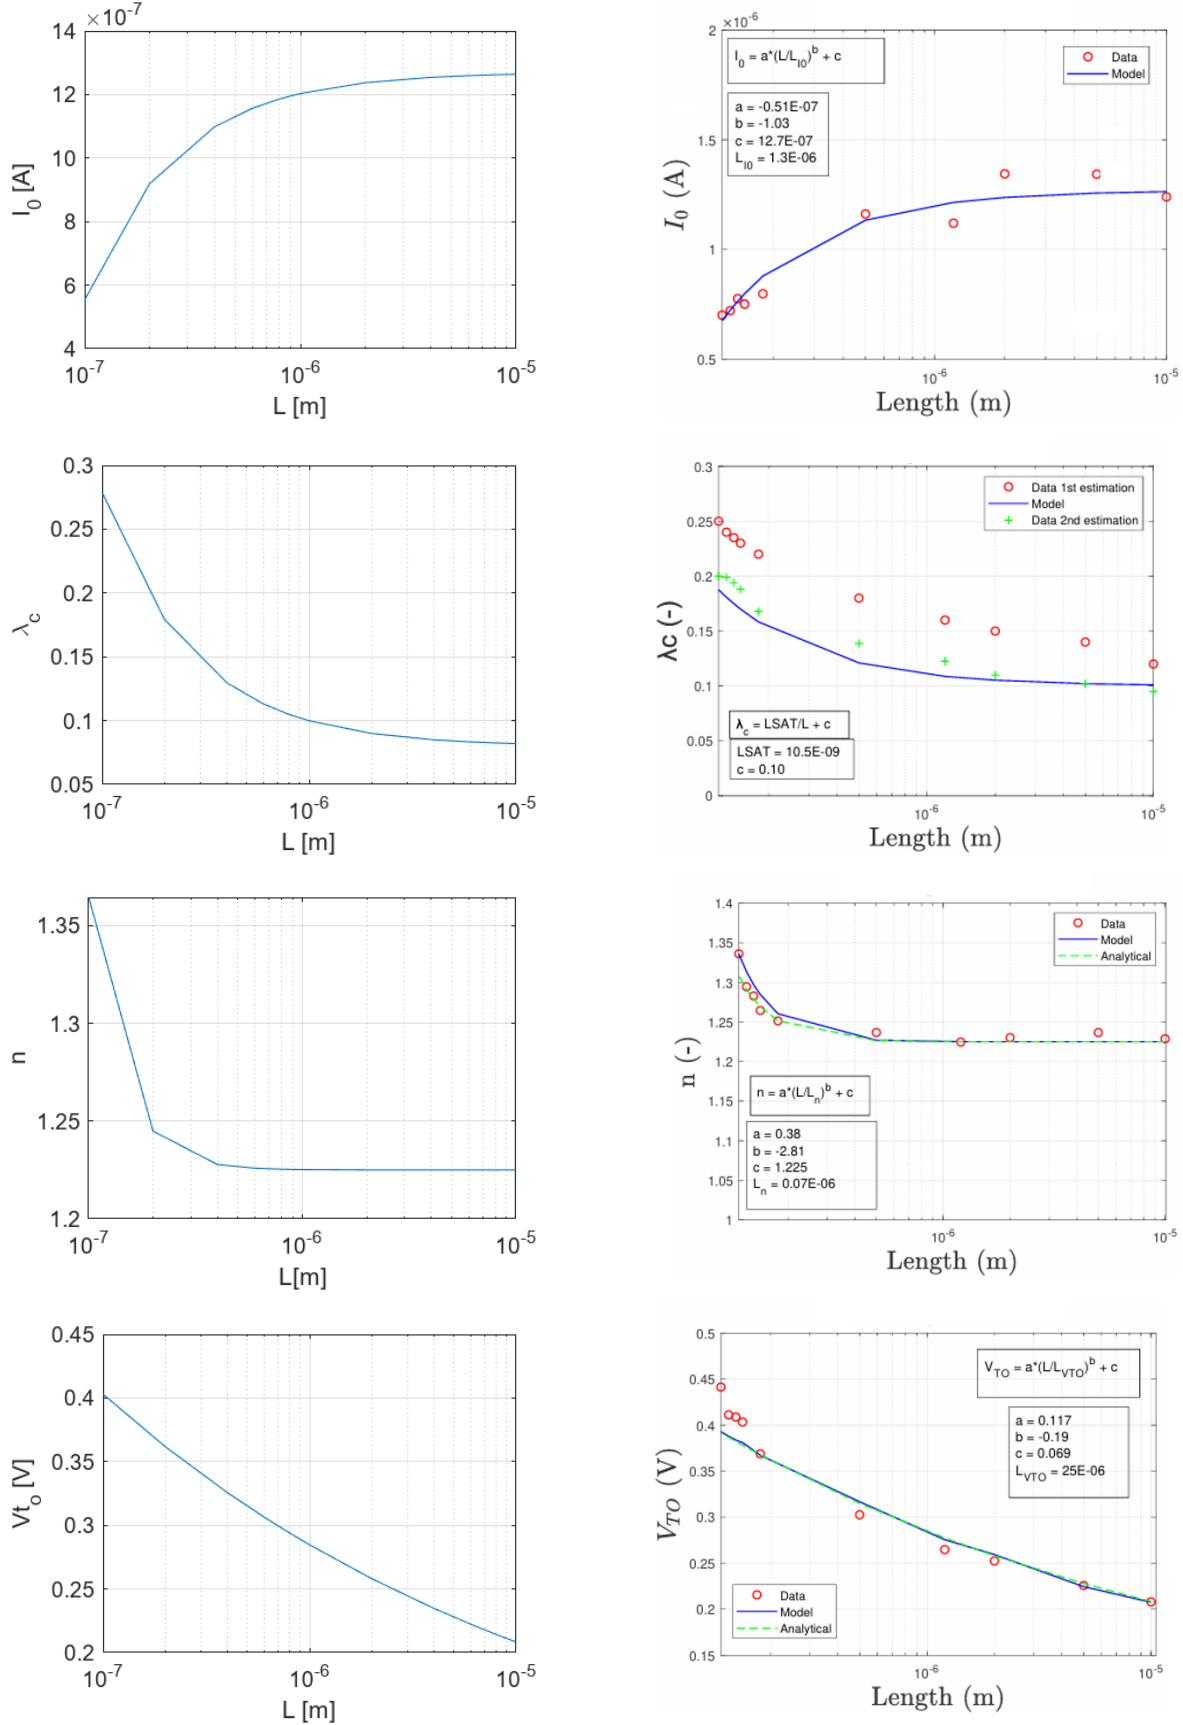 ×10⁻⁷
14
12
10
8
6
4
I₀ [A]
10⁻⁷
10⁻⁶
10⁻⁵
L [m]
×10⁻⁶
2
1.5
1
0.5
I₀ (A)
I₀ = a*(L/L_I0)^b + c
a = -0.51E-07
b = -1.03
c = 12.7E-07
L_I0 = 1.3E-06
Data
Model
10⁻⁶
10⁻⁵
Length (m)
0.3
0.25
0.2
0.15
0.1
0.05
λ_c
10⁻⁷
10⁻⁶
10⁻⁵
L [m]
0.3
0.25
0.2
0.15
0.1
0.05
0
λc (-)
Data 1st estimation
Model
Data 2nd estimation
λ_c = LSAT/L + c
LSAT = 10.5E-09
c = 0.10
10⁻⁶
10⁻⁵
Length (m)
1.35
1.3
1.25
1.2
n
10⁻⁷
10⁻⁶
10⁻⁵
L[m]
1.4
1.35
1.3
1.25
1.2
1.15
1.1
1.05
1
n (-)
Data
Model
Analytical
n = a*(L/L_n)^b + c
a = 0.38
b = -2.81
c = 1.225
L_n = 0.07E-06
10⁻⁶
10⁻⁵
Length (m)
0.45
0.4
0.35
0.3
0.25
0.2
Vt_o [V]
10⁻⁷
10⁻⁶
10⁻⁵
L [m]
0.5
0.45
0.4
0.35
0.3
0.25
0.2
0.15
V_TO (V)
V_TO = a*(L/L_VTO)^b + c
a = 0.117
b = -0.19
c = 0.069
L_VTO = 25E-06
Data
Model
Analytical
10⁻⁶
10⁻⁵
Length (m)